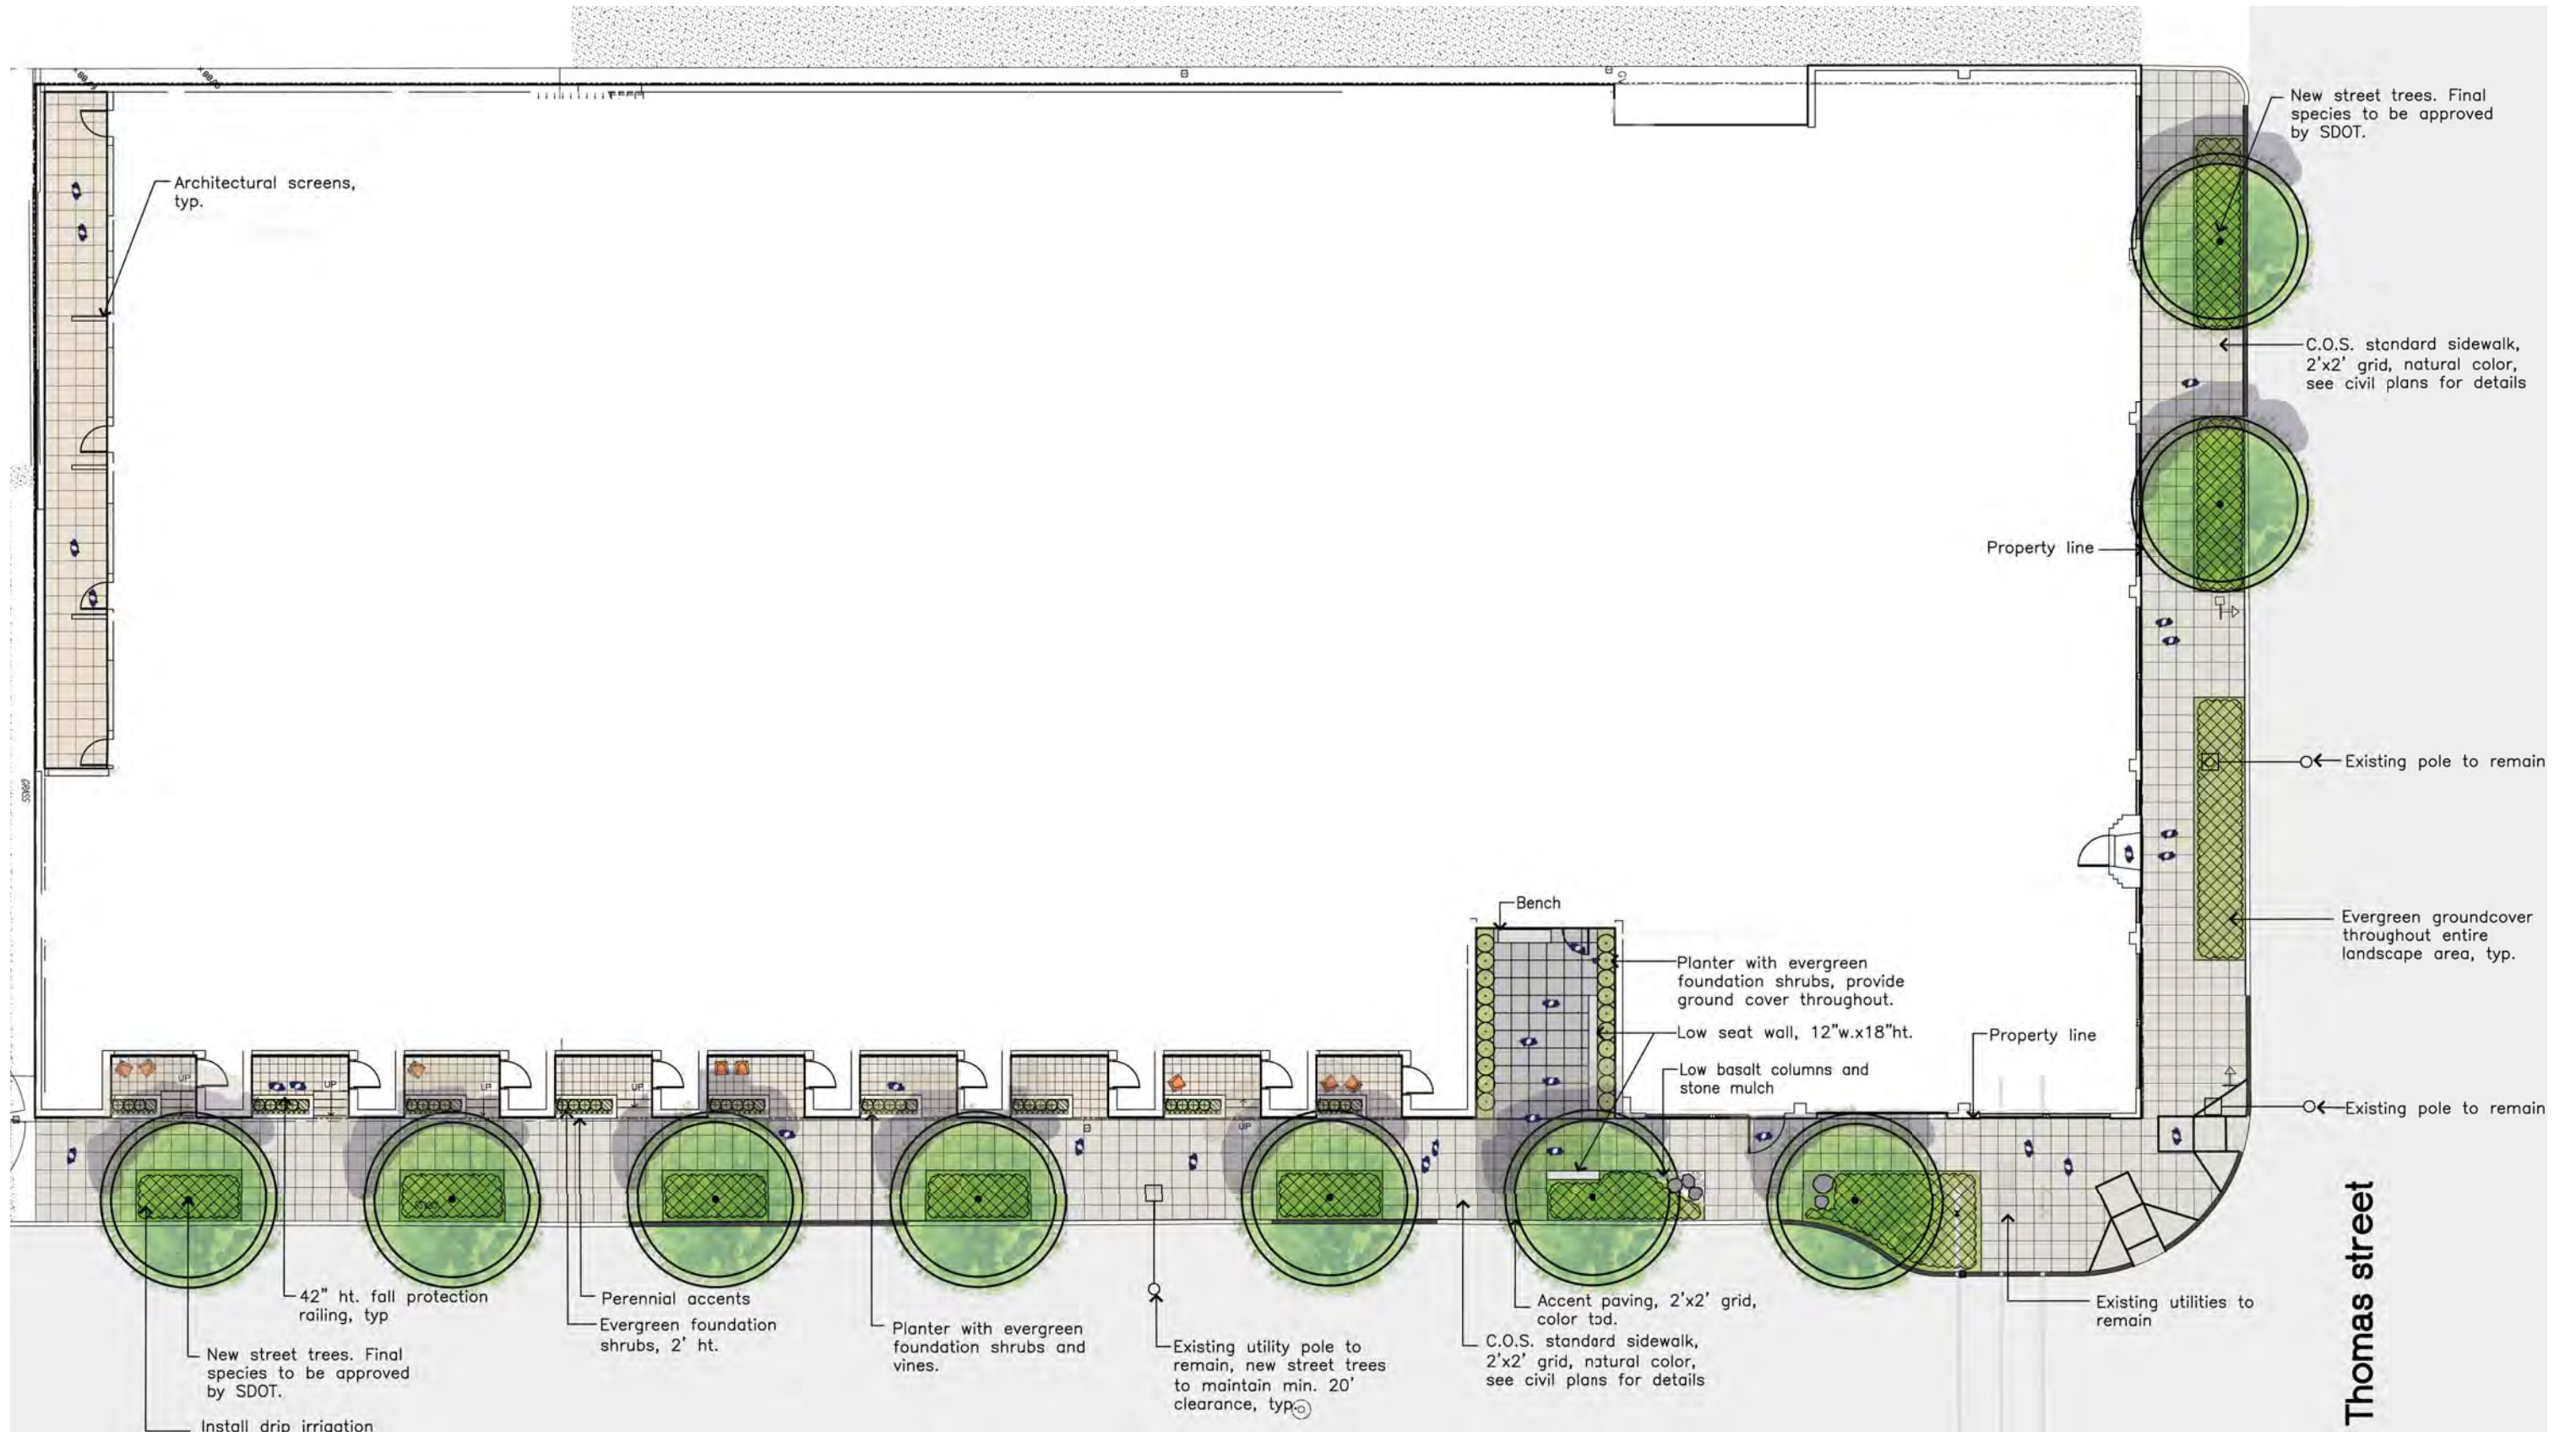 New street trees. Final
species to be approved
by SDOT.
Architectural screens,
typ.
C.O.S. standard sidewalk,
2'x2' grid, natural color,
see civil plans for details
Property line
Existing pole to remain
GRASS
Bench
Evergreen groundcover
throughout entire
landscape area, typ.
Planter with evergreen
foundation shrubs, provide
ground cover throughout.
Low seat wall, 12"w.x18"ht.
Property line
Low basalt columns and
stone mulch
UP
UP
UP
UP
UP
Existing pole to remain
Thomas street
42" ht. fall protection
railing, typ
Perennial accents
Evergreen foundation
shrubs, 2' ht.
Planter with evergreen
foundation shrubs and
vines.
Existing utility pole to
remain, new street trees
to maintain min. 20'
clearance, typ.
Accent paving, 2'x2' grid,
color tbd.
C.O.S. standard sidewalk,
2'x2' grid, natural color,
see civil plans for details
Existing utilities to
remain
New street trees. Final
species to be approved
by SDOT.
Install drip irrigation